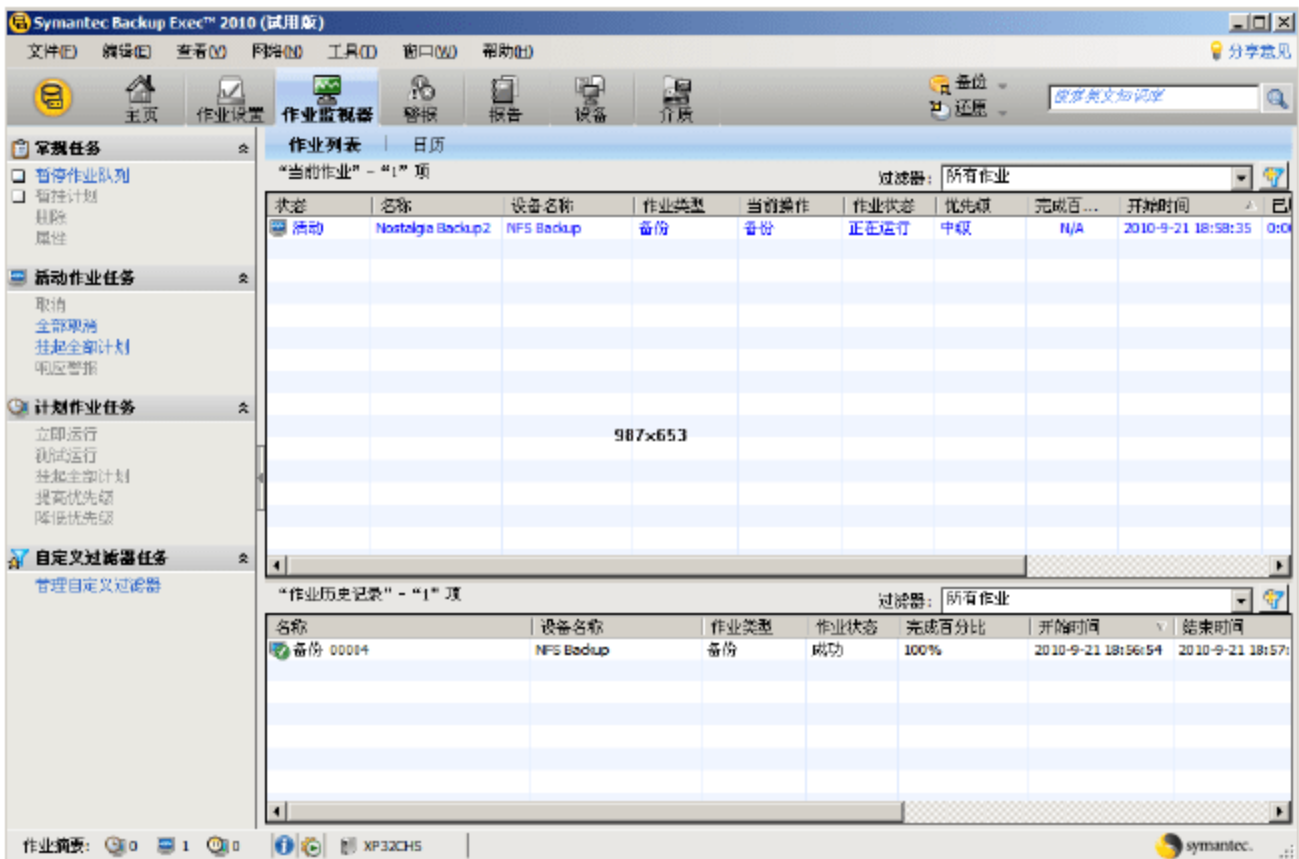 Symantec Backup Exec™ 2010 (试用版)
文件(F) 编辑(E) 查看(V) 网络(N) 工具(T) 窗口(W) 帮助(H) 分享意见
主页 作业设置 作业监视器 警报 报告 设备 介质 备份 还原 搜索英文知识库
常规任务
暂停作业队列
暂挂计划
删除
属性
活动作业任务
取消
全部取消
挂起全部计划
响应警报
计划作业任务
立即运行
测试运行
挂起全部计划
提高优先级
降低优先级
自定义过滤器任务
管理自定义过滤器
作业列表 日历
“当前作业” - “1” 项 过滤器: 所有作业
状态 名称 设备名称 作业类型 当前操作 作业状态 优先级 完成百... 开始时间
活动 Nostalgia Backup2 NFS Backup 备份 备份 正在运行 中级 N/A 2010-9-21 18:58:35 0:0
987×653
“作业历史记录” - “1” 项 过滤器: 所有作业
名称 设备名称 作业类型 作业状态 完成百分比 开始时间 结束时间
备份 00004 NFS Backup 备份 成功 100% 2010-9-21 18:56:54 2010-9-21 18:57:
作业摘要: 0 1 0 XP32CHS symantec.